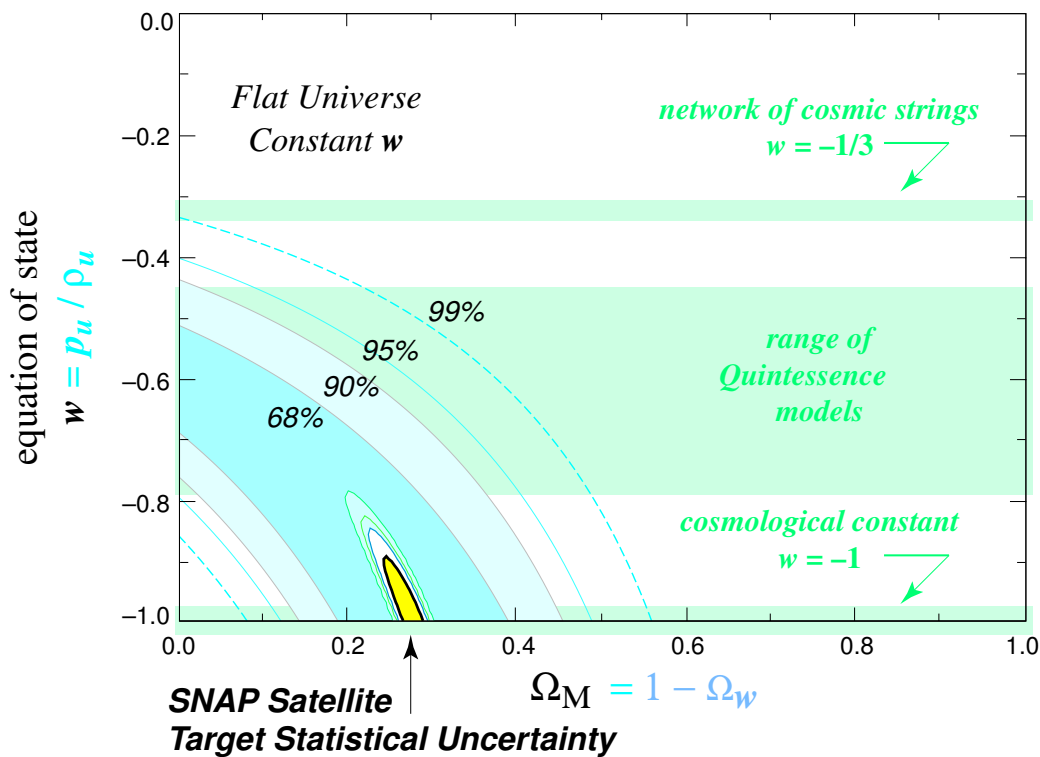 0.0
−0.2
−0.4
−0.6
−0.8
−1.0
equation of state
w = pu / ρu
Flat Universe
Constant w
network of cosmic strings
w = −1/3
99%
95%
90%
68%
range of
Quintessence
models
cosmological constant
w = −1
0.0 0.2 0.4 0.6 0.8 1.0
ΩM = 1 − Ωw
SNAP Satellite
Target Statistical Uncertainty